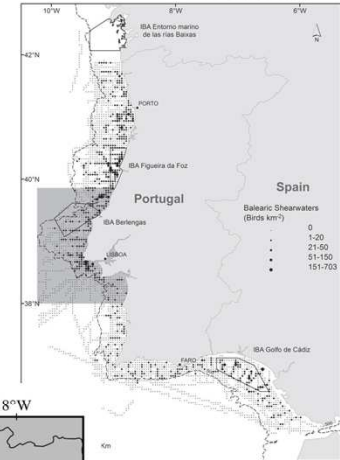 10°W
8°W
6°W
N
IBA Entorno marino
de las rías Baixas
42°N
PORTO
40°N
IBA Figueira da Foz
Portugal
Spain
Balearic Shearwaters
(Birds km-2)
0
1-20
21-50
51-150
151-703
IBA Berlengas
LISBOA
38°N
IBA Golfo de Cádiz
FARO
8°W
Km